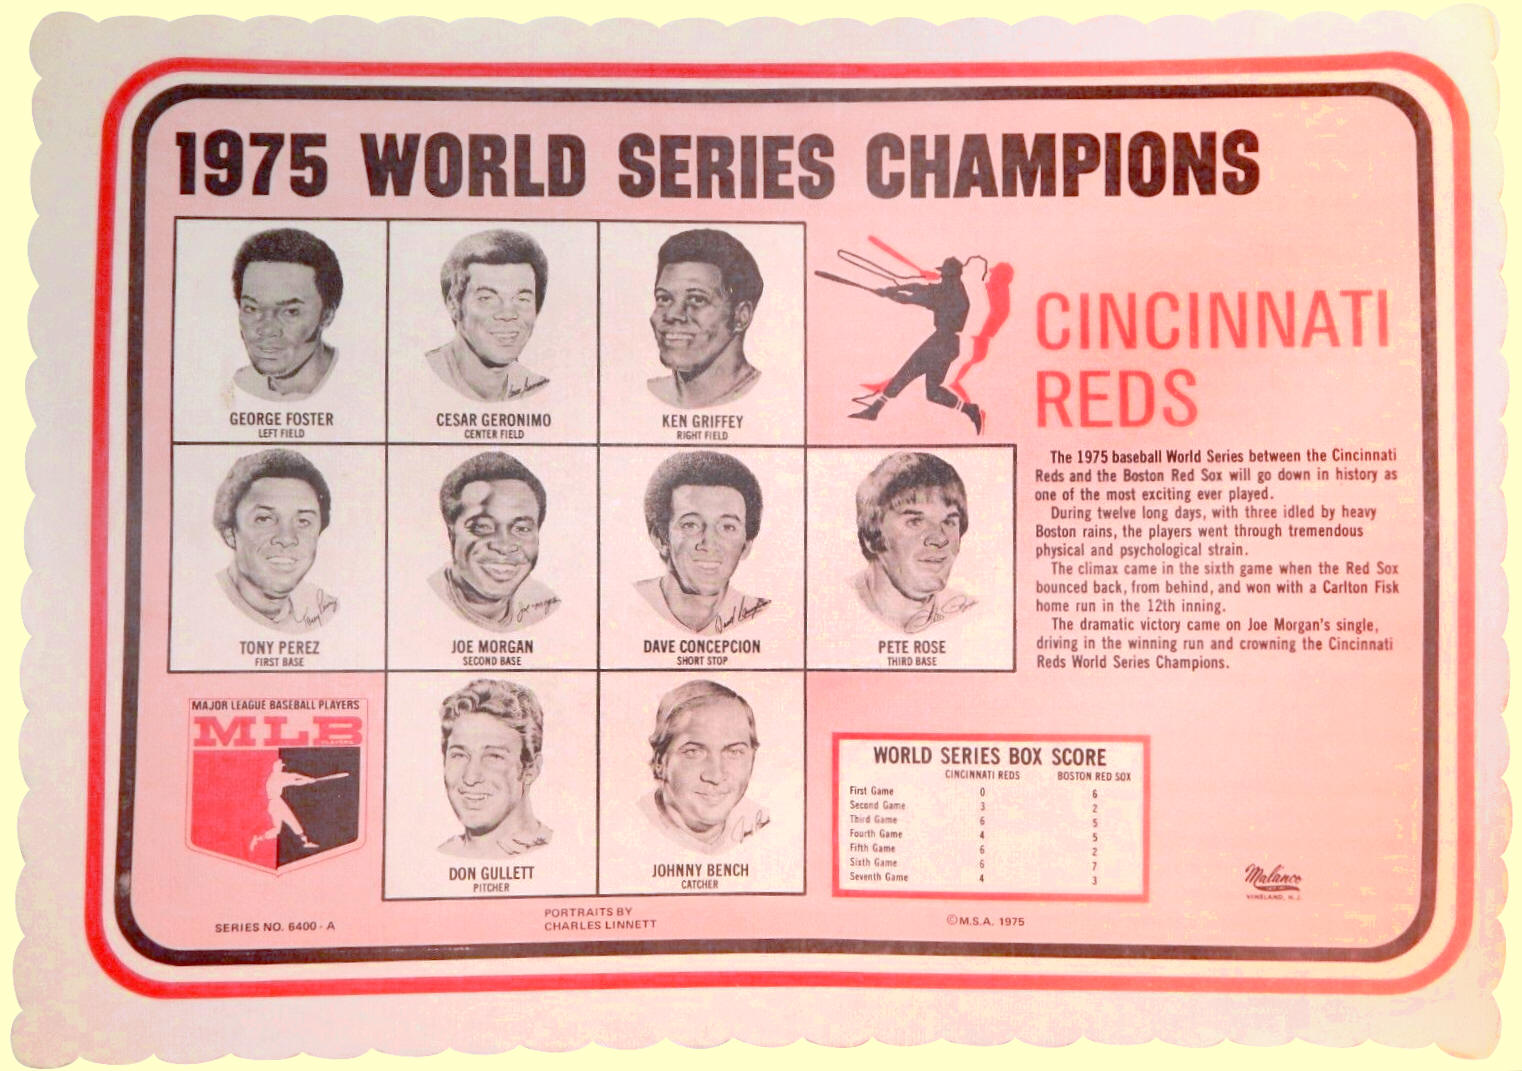 1975 WORLD SERIES CHAMPIONS
GEORGE FOSTER
LEFT FIELD
CESAR GERONIMO
CENTER FIELD
KEN GRIFFEY
RIGHT FIELD
CINCINNATI
REDS
The 1975 baseball World Series between the Cincinnati
Reds and the Boston Red Sox will go down in history as
one of the most exciting ever played.
During twelve long days, with three idled by heavy
Boston rains, the players went through tremendous
physical and psychological strain.
The climax came in the sixth game when the Red Sox
bounced back, from behind, and won with a Carlton Fisk
home run in the 12th inning.
The dramatic victory came on Joe Morgan's single,
driving in the winning run and crowning the Cincinnati
Reds World Series Champions.
TONY PEREZ
FIRST BASE
JOE MORGAN
SECOND BASE
DAVE CONCEPCION
SHORT STOP
PETE ROSE
THIRD BASE
MAJOR LEAGUE BASEBALL PLAYERS
MLB
PLAYERS
DON GULLETT
PITCHER
JOHNNY BENCH
CATCHER
WORLD SERIES BOX SCORE
CINCINNATI REDS BOSTON RED SOX
First Game 0 6
Second Game 3 2
Third Game 6 5
Fourth Game 4 5
Fifth Game 6 2
Sixth Game 6 7
Seventh Game 4 3
Malanco
VINELAND, N.J.
SERIES NO. 6400-A
PORTRAITS BY
CHARLES LINNETT
©M.S.A. 1975